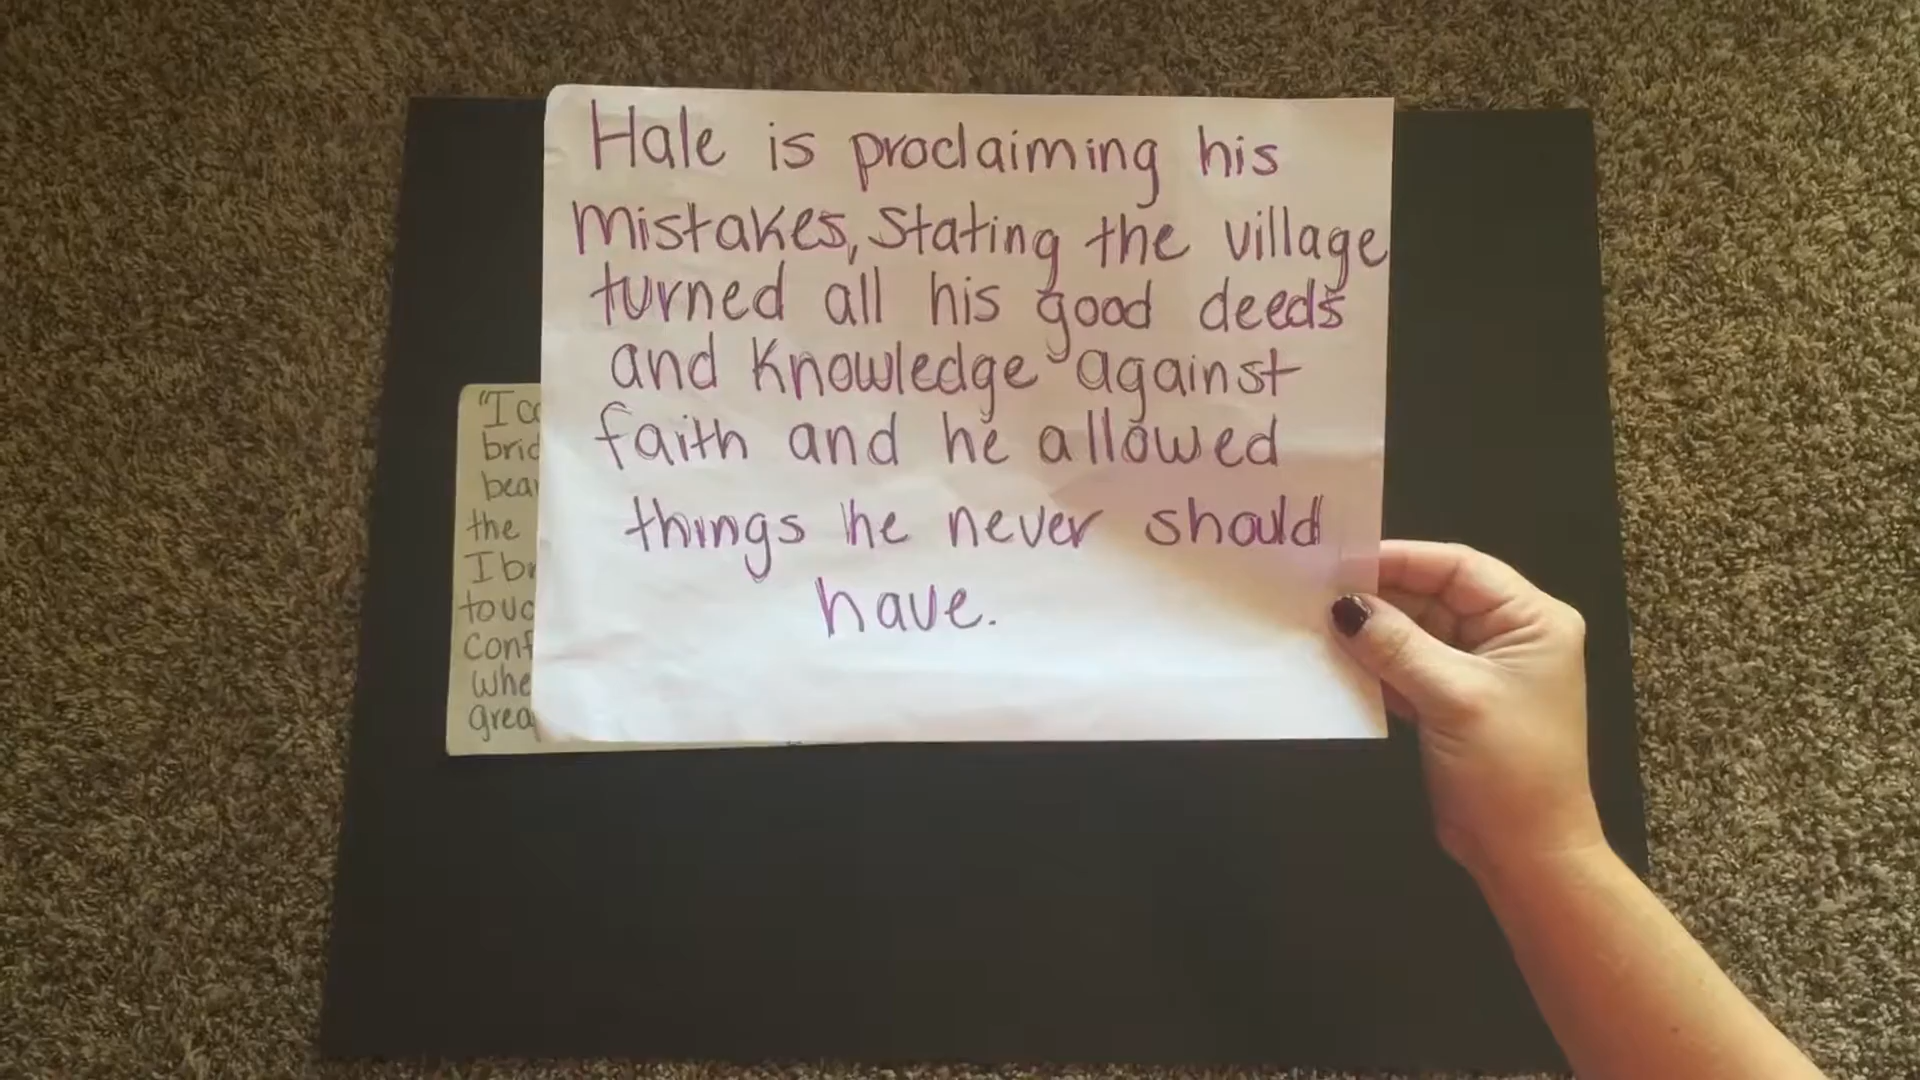 Hale is proclaiming his
mistakes, stating the village
turned all his good deeds
and knowledge against
faith and he allowed
things he never should
have.
"I
the
I